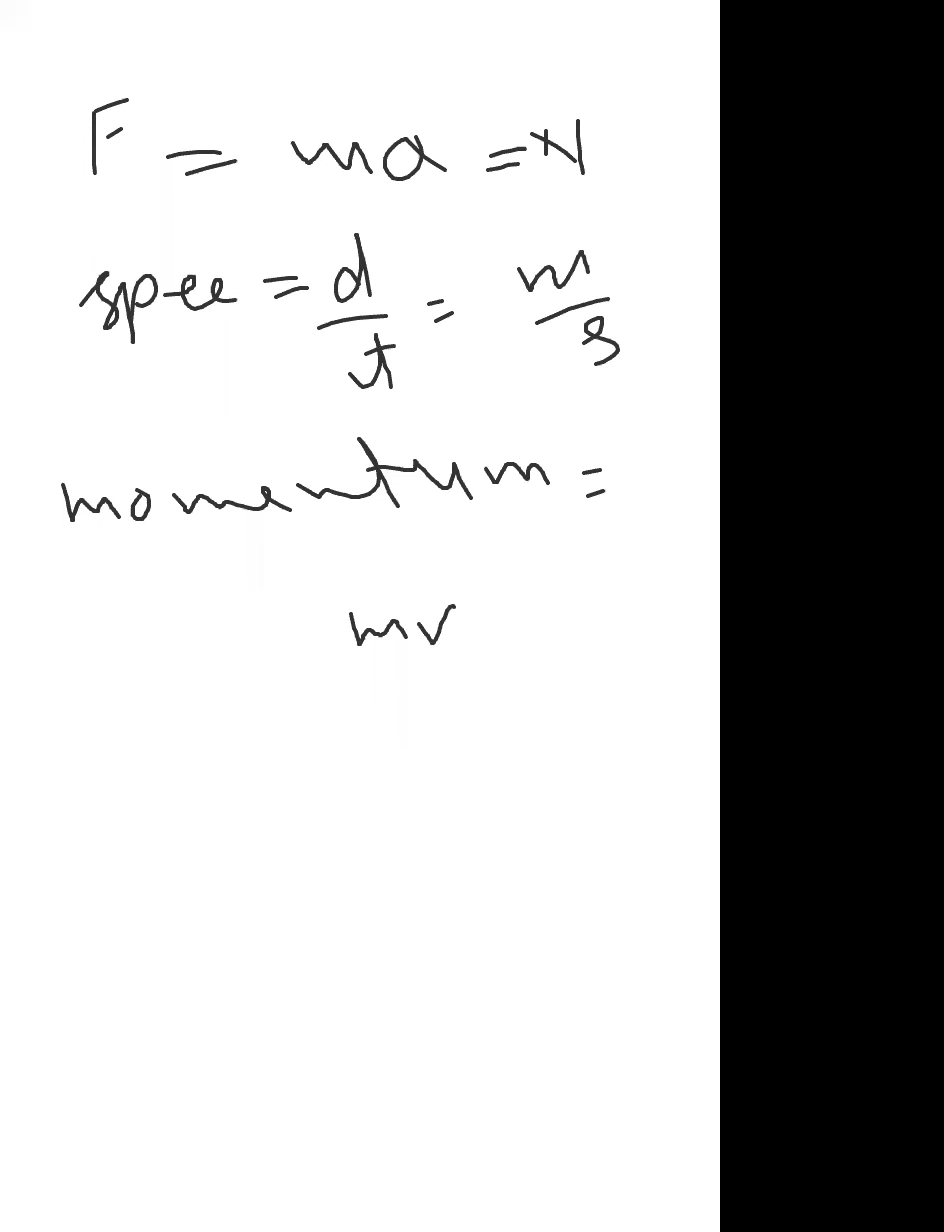 F = ma = N
spee = d/t = m/s
momentum =
mv